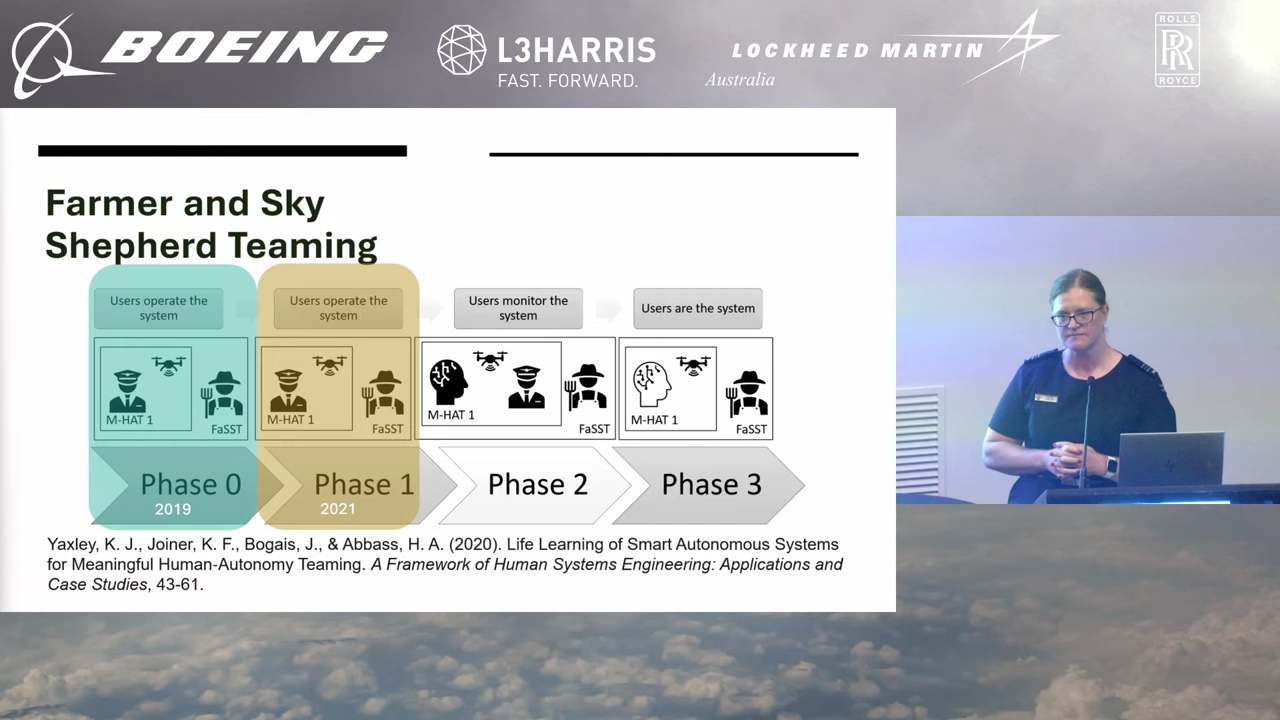 BOEING
L3HARRIS
FAST. FORWARD.
LOCKHEED MARTIN
Australia
ROLLS
RR
ROYCE
Farmer and Sky
Shepherd Teaming
Users operate the
system
Users operate the
system
Users monitor the
system
Users are the system
M-HAT 1
FaSST
M-HAT 1
FaSST
M-HAT 1
FaSST
M-HAT 1
FaSST
Phase 0
2019
Phase 1
2021
Phase 2
Phase 3
Yaxley, K. J., Joiner, K. F., Bogais, J., & Abbass, H. A. (2020). Life Learning of Smart Autonomous Systems
for Meaningful Human-Autonomy Teaming. A Framework of Human Systems Engineering: Applications and
Case Studies, 43-61.